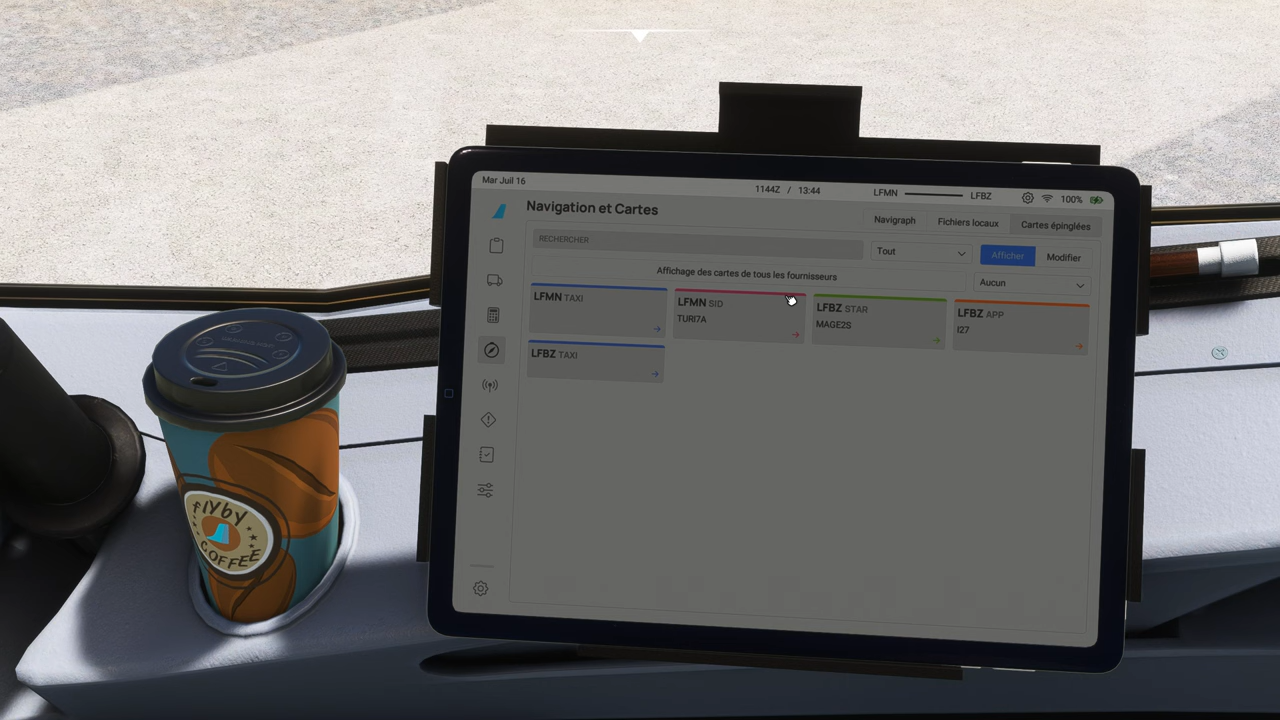 Mar Juil 16
1144Z / 13:44
LFMN LFBZ
100%
Navigation et Cartes
Navigraph
Fichiers locaux
Cartes épinglées
RECHERCHER
Tout
Afficher
Modifier
Affichage des cartes de tous les fournisseurs
Aucun
LFMN TAXI
LFMN SID
TURI7A
LFBZ STAR
MAGE2S
LFBZ APP
I27
LFBZ TAXI
flyby
COFFEE